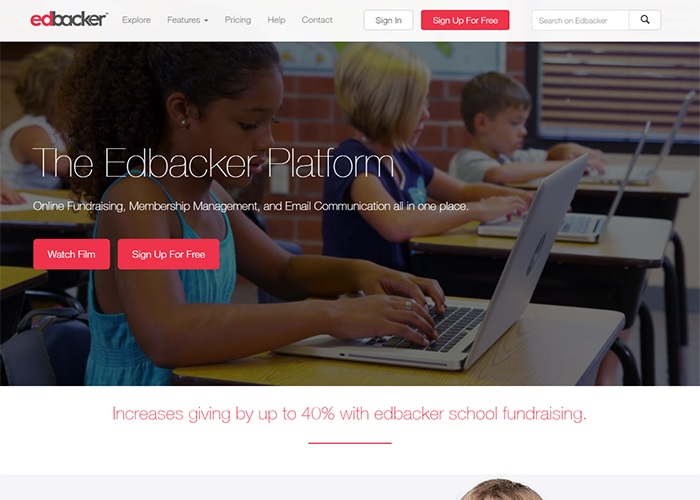 edbacker™
Explore
Features
Pricing
Help
Contact
Sign In
Sign Up For Free
Search on Edbacker
The Edbacker Platform
Online Fundraising, Membership Management, and Email Communication all in one place.
Watch Film
Sign Up For Free
Increases giving by up to 40% with edbacker school fundraising.